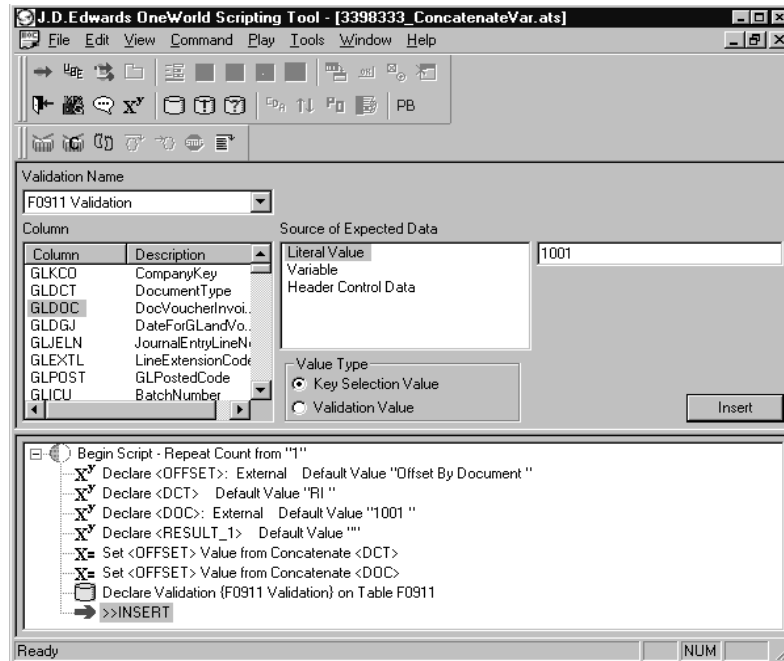 J.D.Edwards OneWorld Scripting Tool - [3398333_ConcatenateVar.ats]
File Edit View Command Play Tools Window Help
PB
Validation Name
F0911 Validation
Column
Source of Expected Data
Column Description
GLKCO CompanyKey
GLDCT DocumentType
GLDOC DocVoucherInvoi..
GLDGJ DateForGLandVo..
GLJELN JournalEntryLineN
GLEXTL LineExtensionCode
GLPOST GLPostedCode
GLICU BatchNumber
Literal Value
Variable
Header Control Data
1001
Value Type
Key Selection Value
Validation Value
Insert
Begin Script - Repeat Count from "1"
Declare <OFFSET>: External Default Value "Offset By Document "
Declare <DCT> Default Value "RI "
Declare <DOC>: External Default Value "1001 "
Declare <RESULT_1> Default Value ""
Set <OFFSET> Value from Concatenate <DCT>
Set <OFFSET> Value from Concatenate <DOC>
Declare Validation {F0911 Validation} on Table F0911
>>INSERT
Ready
NUM